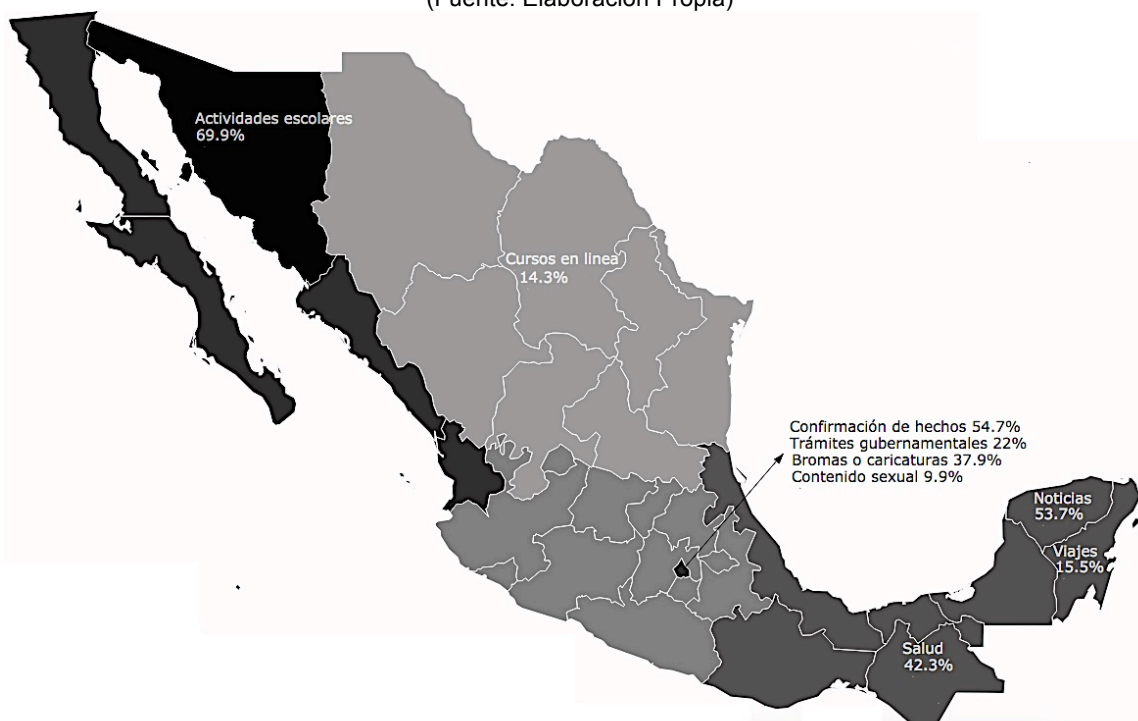 (Fuente: Elaboración Propia)
Actividades escolares
69.9%
Cursos en linea
14.3%
Confirmación de hechos 54.7%
Trámites gubernamentales 22%
Bromas o caricaturas 37.9%
Contenido sexual 9.9%
Noticias
53.7%
Viajes
15.5%
Salud
42.3%